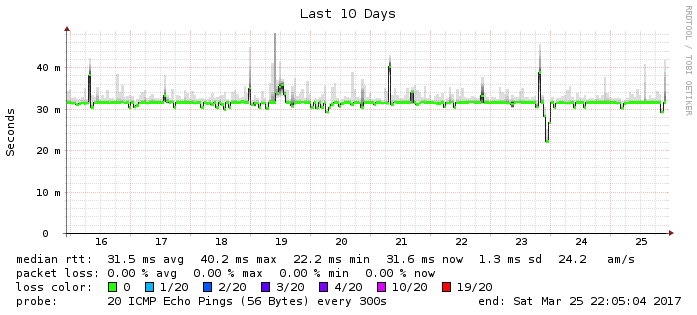 Last 10 Days
RRDTOOL / TOBI OETIKER
Seconds
40 m
30 m
20 m
10 m
0
16 17 18 19 20 21 22 23 24 25
median rtt: 31.5 ms avg 40.2 ms max 22.2 ms min 31.6 ms now 1.3 ms sd 24.2 am/s
packet loss: 0.00 % avg 0.00 % max 0.00 % min 0.00 % now
loss color: 0 1/20 2/20 3/20 4/20 10/20 19/20
probe: 20 ICMP Echo Pings (56 Bytes) every 300s end: Sat Mar 25 22:05:04 2017